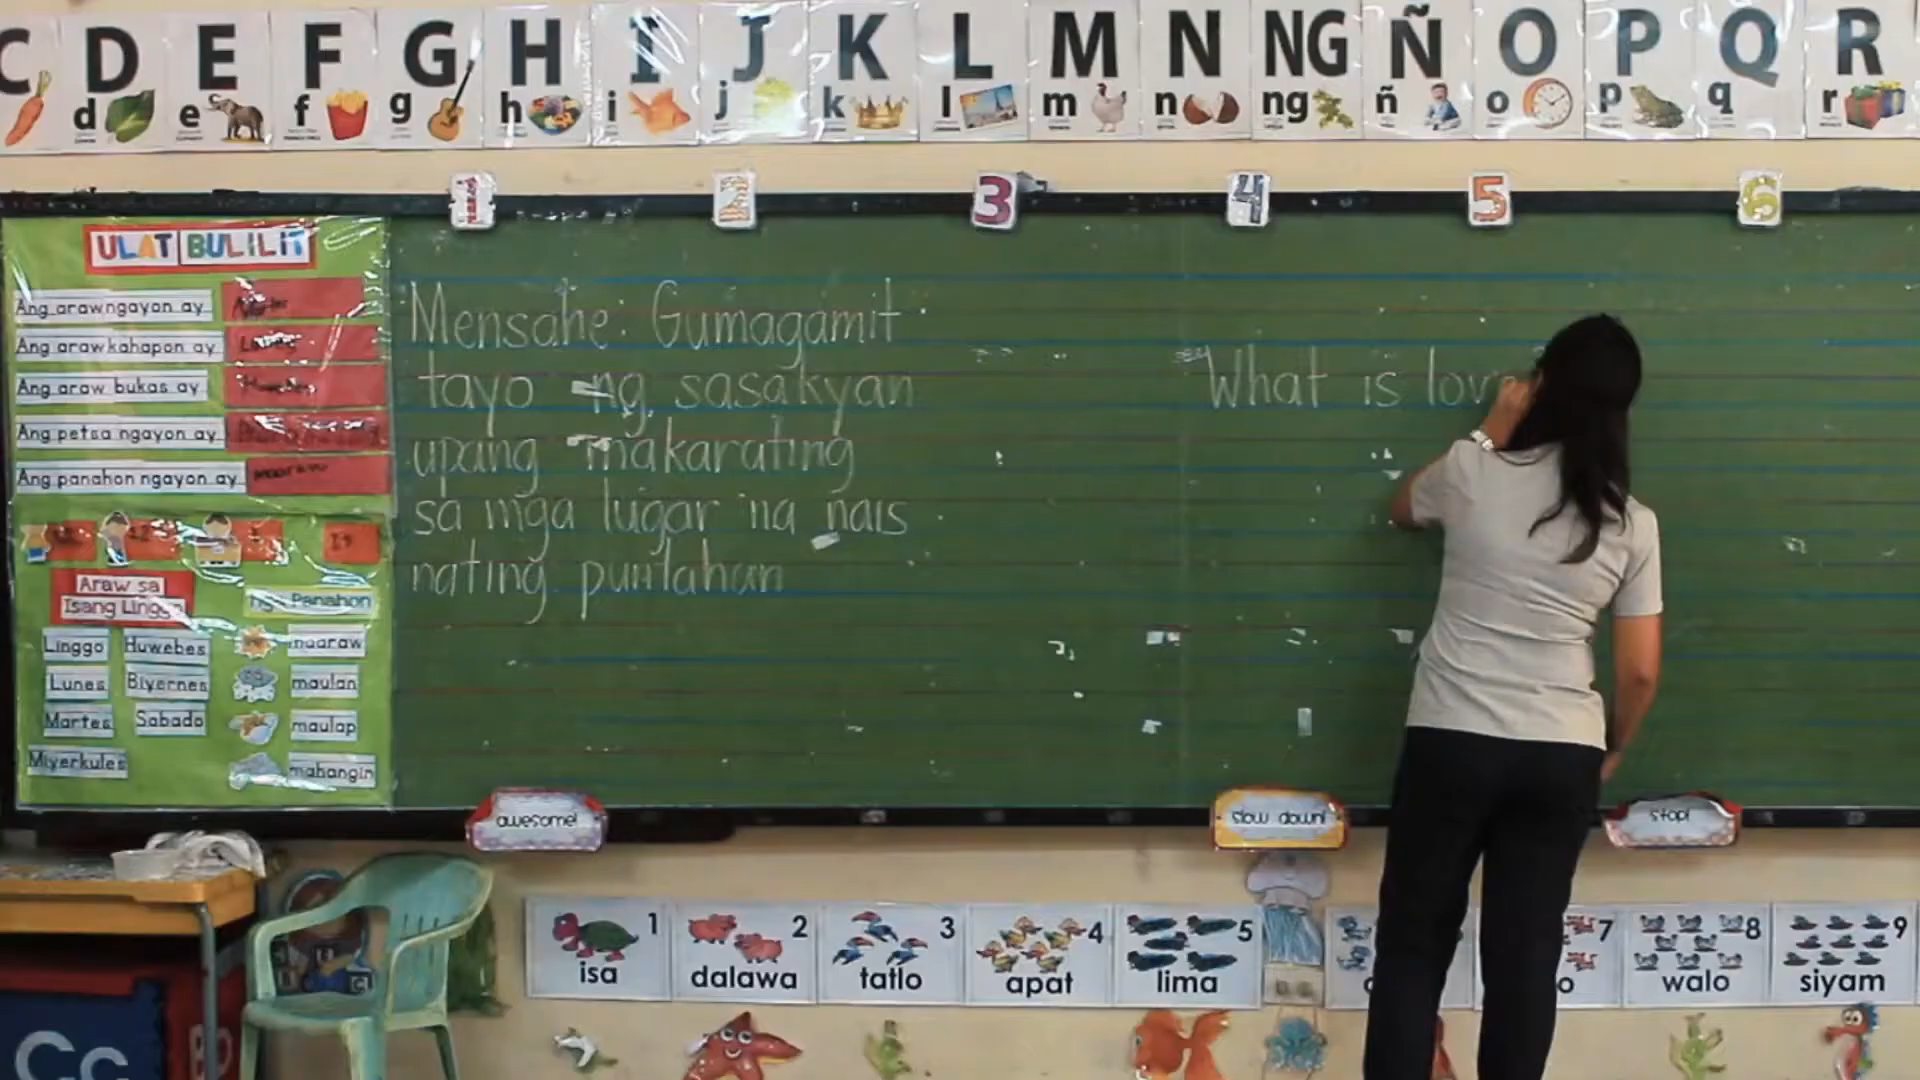 C D E F G H I J K L M N NG Ñ O P Q R
d e f g h i j k l m n ng ñ o p q r
1 2 3 4 5 6
ULAT BULILIT
Ang araw ngayon ay
Ang araw kahapon ay
Ang araw bukas ay
Ang petsa ngayon ay
Ang panahon ngayon ay
Araw sa
Isang Linggo
Panahon
Linggo Huwebes
Lunes Biyernes
Martes Sabado
Miyerkules
maaraw
maulan
maulap
mahangin
Mensahe: Gumagamit
tayo ng sasakyan
upang makarating
sa mga lugar na nais
nating puntahan
What is lov
awesome!
slow down!
stop!
1 2 3 4 5 7 8 9
isa dalawa tatlo apat lima walo siyam
Cc